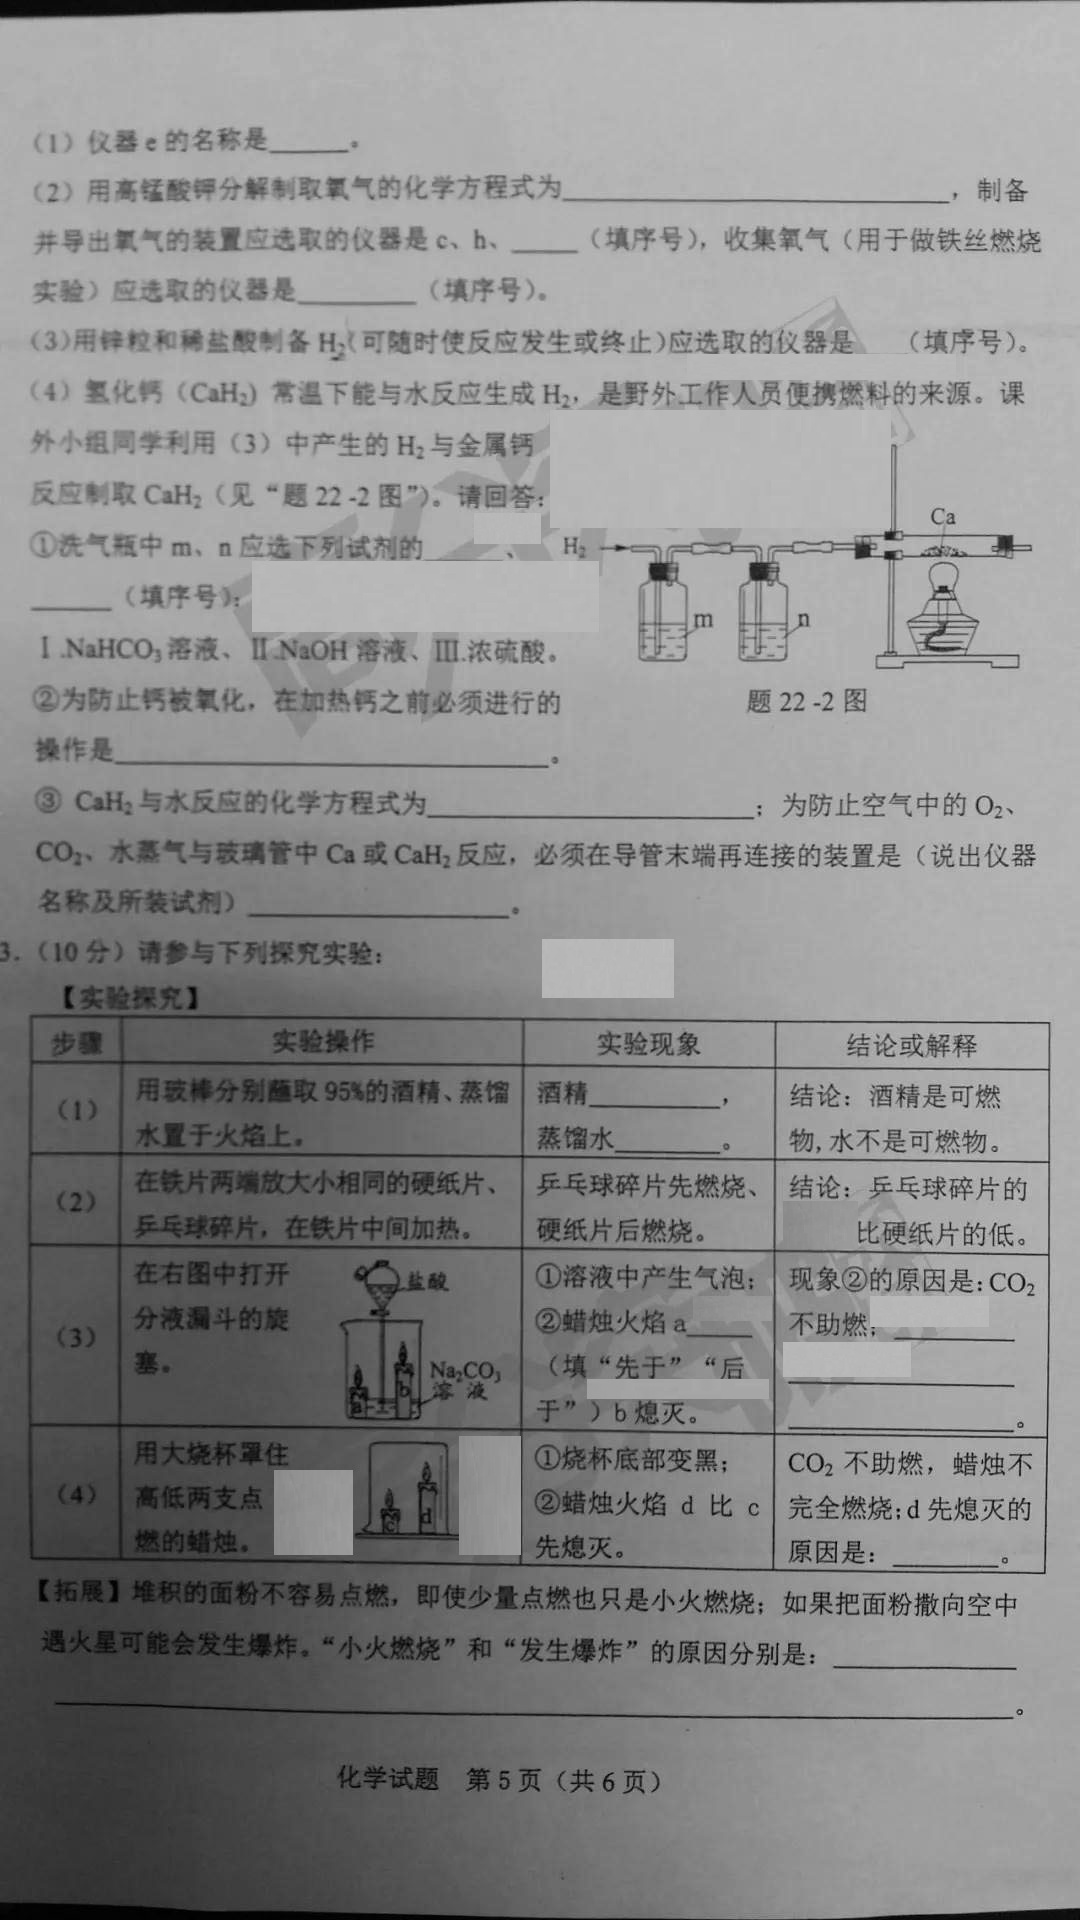 (1) 仪器 e 的名称是______。
(2) 用高锰酸钾分解制取氧气的化学方程式为______________________________，制备
并导出氧气的装置应选取的仪器是 c、h、_____（填序号），收集氧气（用于做铁丝燃烧
实验）应选取的仪器是_________（填序号）。
(3)用锌粒和稀盐酸制备 H₂(可随时使反应发生或终止)应选取的仪器是 （填序号）。
(4) 氢化钙（CaH₂）常温下能与水反应生成 H₂，是野外工作人员便携燃料的来源。课
外小组同学利用（3）中产生的 H₂ 与金属钙
反应制取 CaH₂（见“题 22 -2 图”）。请回答：
①洗气瓶中 m、n 应选下列试剂的______、
______（填序号）：
Ⅰ.NaHCO₃ 溶液、Ⅱ.NaOH 溶液、Ⅲ.浓硫酸。
②为防止钙被氧化，在加热钙之前必须进行的
操作是__________________________________。
H₂
m
n
Ca
题 22 -2 图
③ CaH₂ 与水反应的化学方程式为_________________________；为防止空气中的 O₂、
CO₂、水蒸气与玻璃管中 Ca 或 CaH₂ 反应，必须在导管末端再连接的装置是（说出仪器
名称及所装试剂）____________________。
3.（10 分）请参与下列探究实验：
【实验探究】
步骤 实验操作 实验现象 结论或解释
（1） 用玻棒分别蘸取 95%的酒精、蒸馏
水置于火焰上。
酒精__________，
蒸馏水________。
结论：酒精是可燃
物,水不是可燃物。
（2） 在铁片两端放大小相同的硬纸片、
乒乓球碎片，在铁片中间加热。
乒乓球碎片先燃烧、
硬纸片后燃烧。
结论：乒乓球碎片的
比硬纸片的低。
（3） 在右图中打开
分液漏斗的旋
塞。
盐酸
Na₂CO₃
溶 液
a
b
①溶液中产生气泡；
②蜡烛火焰 a_____
（填“先于”“后
于”）b 熄灭。
现象②的原因是：CO₂
不助燃；_________
_________________
_________________。
（4） 用大烧杯罩住
高低两支点
燃的蜡烛。
c
d
①烧杯底部变黑；
②蜡烛火焰 d 比 c
先熄灭。
CO₂ 不助燃，蜡烛不
完全燃烧；d 先熄灭的
原因是：________。
【拓展】堆积的面粉不容易点燃，即使少量点燃也只是小火燃烧；如果把面粉撒向空中
遇火星可能会发生爆炸。“小火燃烧”和“发生爆炸”的原因分别是：______________
__________________________________________________________________________。
化学试题 第 5 页（共 6 页）